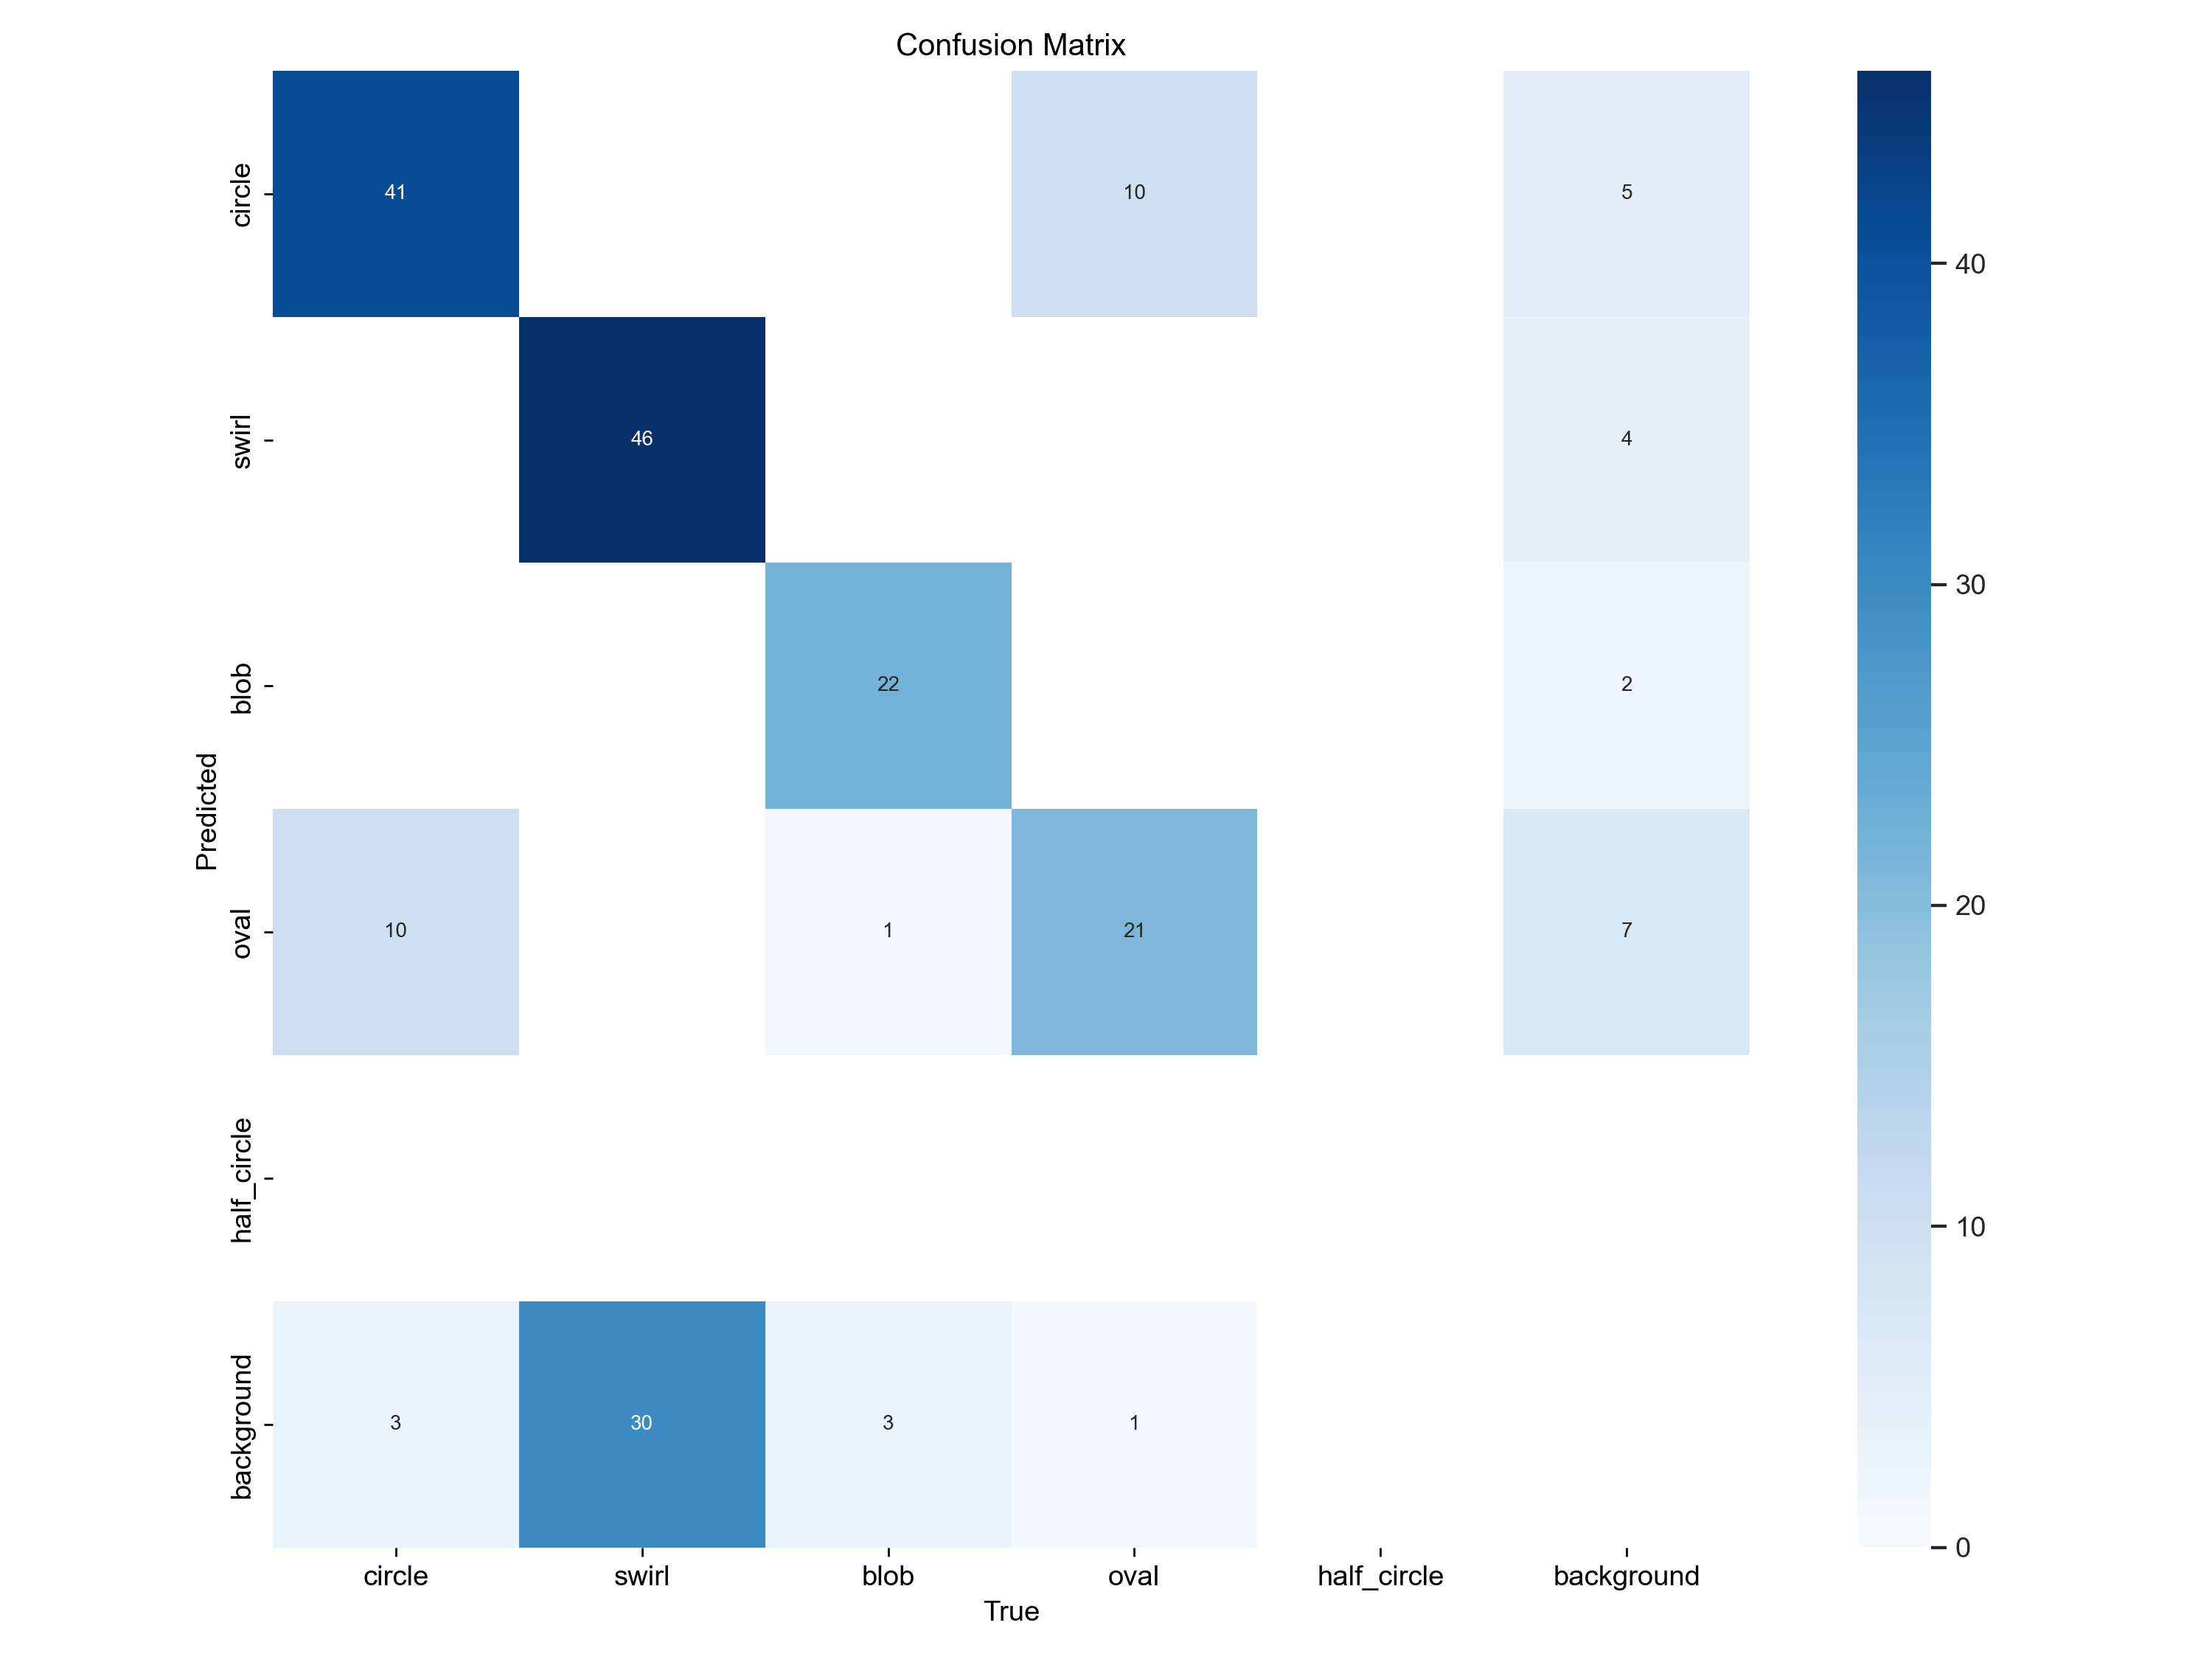 Confusion Matrix
circle
41
10
5
40
swirl
46
4
30
blob
22
2
Predicted
oval
10
1
21
7
20
half_circle
10
background
3
30
3
1
0
circle
swirl
blob
oval
half_circle
background
True